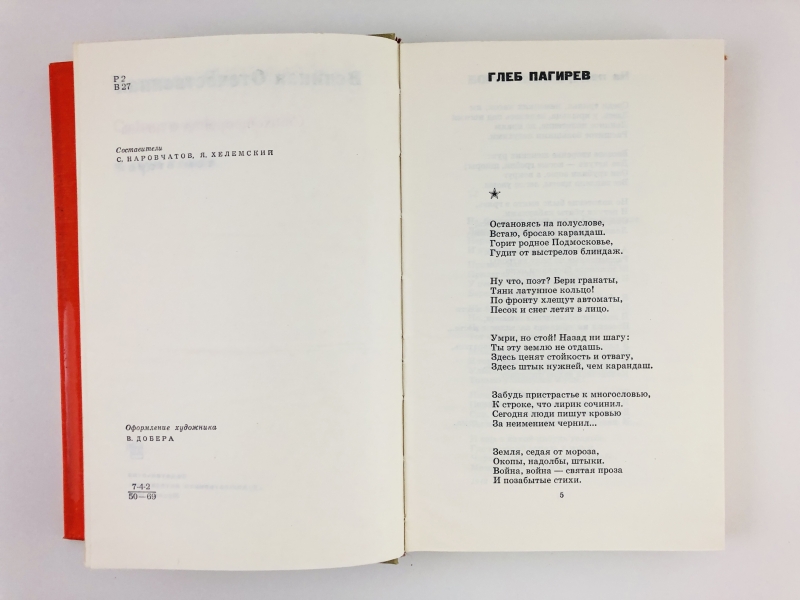 Р2
В27
Составители
С. НАРОВЧАТОВ, Я. ХЕЛЕМСКИЙ
Оформление художника
В. ДОБЕРА
7-4-2
50—69
ГЛЕБ ПАГИРЕВ
Остановясь на полуслове,
Встаю, бросаю карандаш.
Горит родное Подмосковье,
Гудит от выстрелов блиндаж.
Ну что, поэт? Бери гранаты,
Тяни латунное кольцо!
По фронту хлещут автоматы,
Песок и снег летят в лицо.
Умри, но стой! Назад ни шагу:
Ты эту землю не отдашь.
Здесь ценят стойкость и отвагу,
Здесь штык нужней, чем карандаш.
Забудь пристрастье к многословью,
К строке, что лирик сочинил.
Сегодня люди пишут кровью
За неимением чернил...
Земля, седая от мороза,
Окопы, надолбы, штыки.
Война, война — святая проза
И позабытые стихи.
5